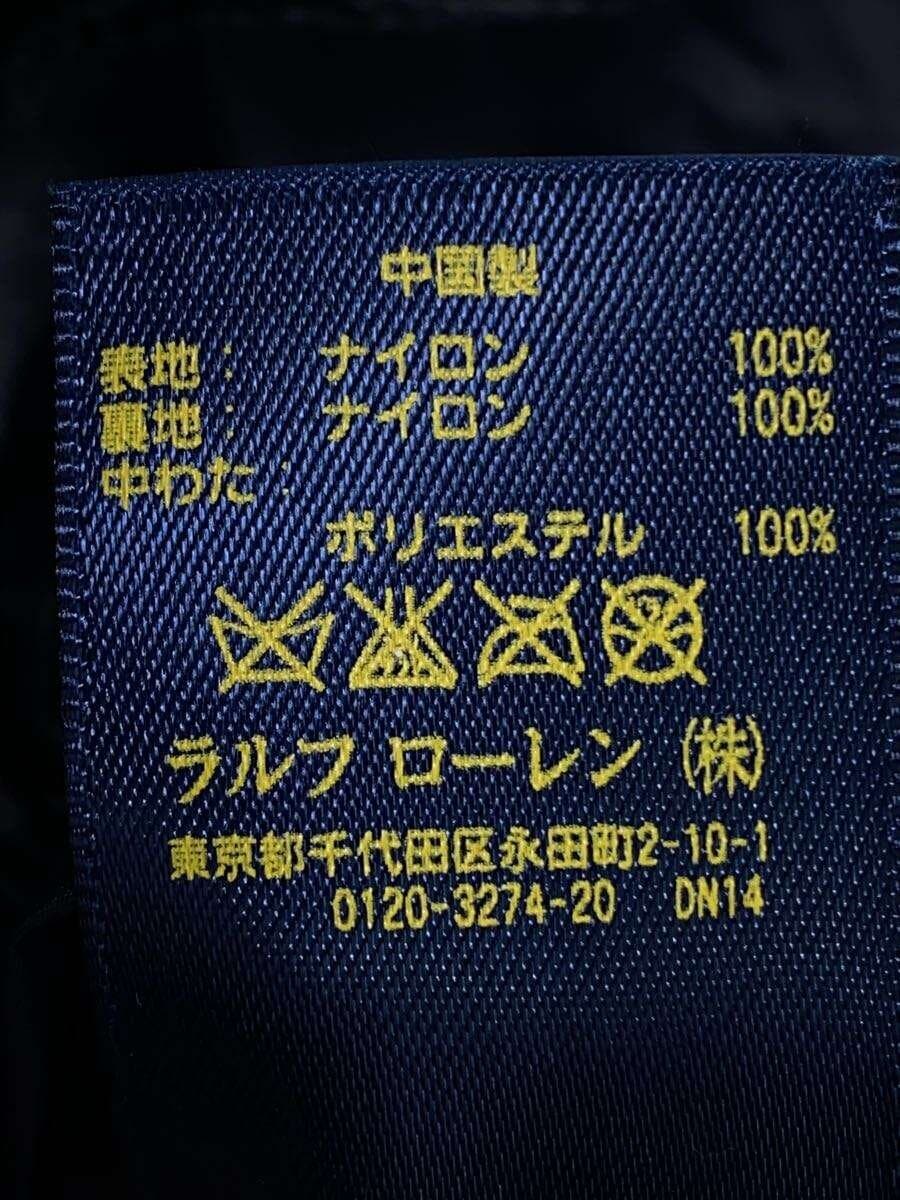 中国製
表地： ナイロン 100%
裏地： ナイロン 100%
中わた：
ポリエステル 100%
ラルフ ローレン (株)
東京都千代田区永田町2-10-1
0120-3274-20 DN14